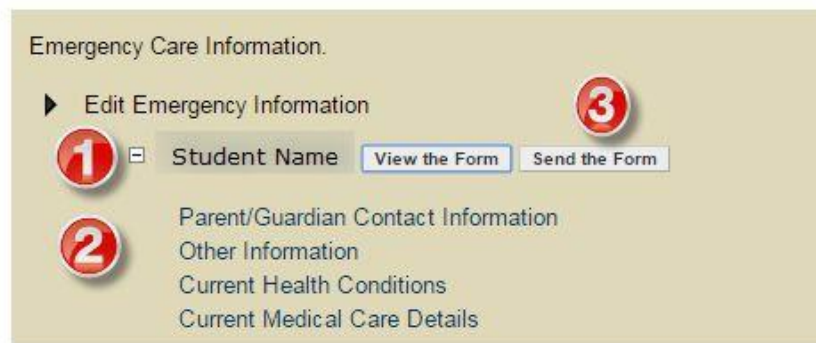 Emergency Care Information.
Edit Emergency Information
3
1 Student Name View the Form Send the Form
Parent/Guardian Contact Information
2
Other Information
Current Health Conditions
Current Medical Care Details